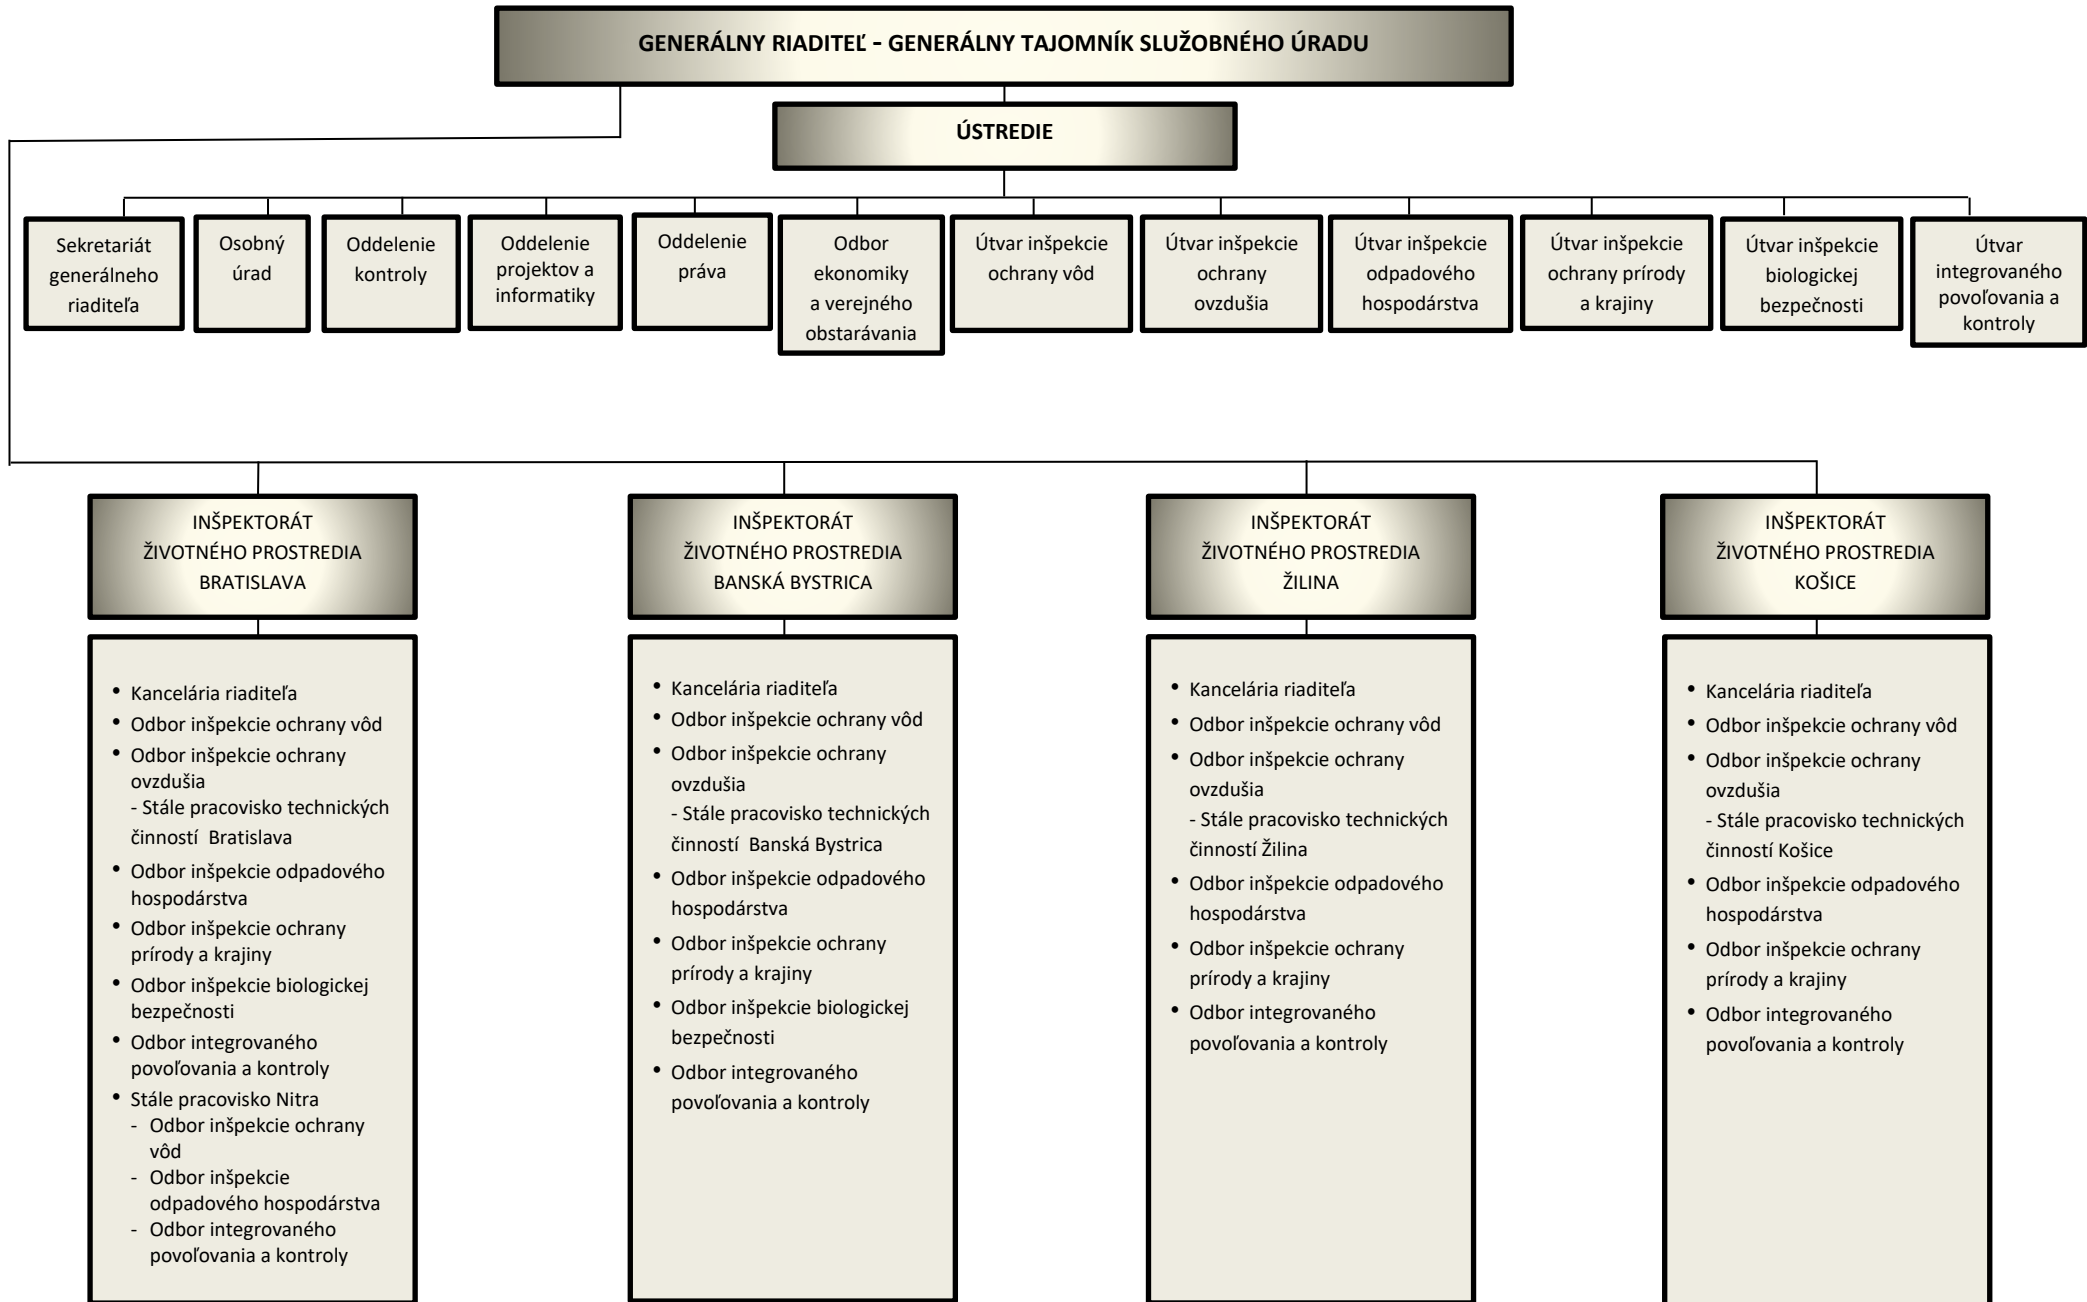 GENERÁLNY RIADITEĽ - GENERÁLNY TAJOMNÍK SLUŽOBNÉHO ÚRADU
ÚSTREDIE
Sekretariát
generálneho
riaditeľa
Osobný
úrad
Oddelenie
kontroly
Oddelenie
projektov a
informatiky
Oddelenie
práva
Odbor
ekonomiky
a verejného
obstarávania
Útvar inšpekcie
ochrany vôd
Útvar inšpekcie
ochrany
ovzdušia
Útvar inšpekcie
odpadového
hospodárstva
Útvar inšpekcie
ochrany prírody
a krajiny
Útvar inšpekcie
biologickej
bezpečnosti
Útvar
integrovaného
povoľovania a
kontroly
INŠPEKTORÁT
ŽIVOTNÉHO PROSTREDIA
BRATISLAVA
• Kancelária riaditeľa
• Odbor inšpekcie ochrany vôd
• Odbor inšpekcie ochrany
ovzdušia
- Stále pracovisko technických
činností Bratislava
• Odbor inšpekcie odpadového
hospodárstva
• Odbor inšpekcie ochrany
prírody a krajiny
• Odbor inšpekcie biologickej
bezpečnosti
• Odbor integrovaného
povoľovania a kontroly
• Stále pracovisko Nitra
- Odbor inšpekcie ochrany
vôd
- Odbor inšpekcie
odpadového hospodárstva
- Odbor integrovaného
povoľovania a kontroly
INŠPEKTORÁT
ŽIVOTNÉHO PROSTREDIA
BANSKÁ BYSTRICA
• Kancelária riaditeľa
• Odbor inšpekcie ochrany vôd
• Odbor inšpekcie ochrany
ovzdušia
- Stále pracovisko technických
činností Banská Bystrica
• Odbor inšpekcie odpadového
hospodárstva
• Odbor inšpekcie ochrany
prírody a krajiny
• Odbor inšpekcie biologickej
bezpečnosti
• Odbor integrovaného
povoľovania a kontroly
INŠPEKTORÁT
ŽIVOTNÉHO PROSTREDIA
ŽILINA
• Kancelária riaditeľa
• Odbor inšpekcie ochrany vôd
• Odbor inšpekcie ochrany
ovzdušia
- Stále pracovisko technických
činností Žilina
• Odbor inšpekcie odpadového
hospodárstva
• Odbor inšpekcie ochrany
prírody a krajiny
• Odbor integrovaného
povoľovania a kontroly
INŠPEKTORÁT
ŽIVOTNÉHO PROSTREDIA
KOŠICE
• Kancelária riaditeľa
• Odbor inšpekcie ochrany vôd
• Odbor inšpekcie ochrany
ovzdušia
- Stále pracovisko technických
činností Košice
• Odbor inšpekcie odpadového
hospodárstva
• Odbor inšpekcie ochrany
prírody a krajiny
• Odbor integrovaného
povoľovania a kontroly